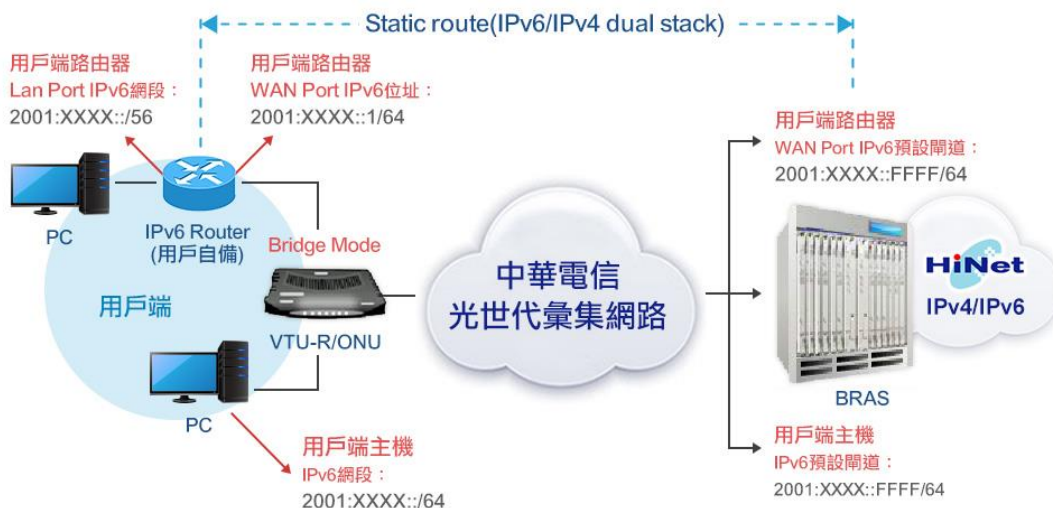 Static route(IPv6/IPv4 dual stack)
用戶端路由器
Lan Port IPv6網段：
2001:XXXX::/56
用戶端路由器
WAN Port IPv6位址：
2001:XXXX::1/64
用戶端路由器
WAN Port IPv6預設閘道：
2001:XXXX::FFFF/64
PC
IPv6 Router
(用戶自備)
Bridge Mode
用戶端
VTU-R/ONU
中華電信
光世代彙集網路
HiNet
IPv4/IPv6
BRAS
PC
用戶端主機
IPv6網段：
2001:XXXX::/64
用戶端主機
IPv6預設閘道：
2001:XXXX::FFFF/64